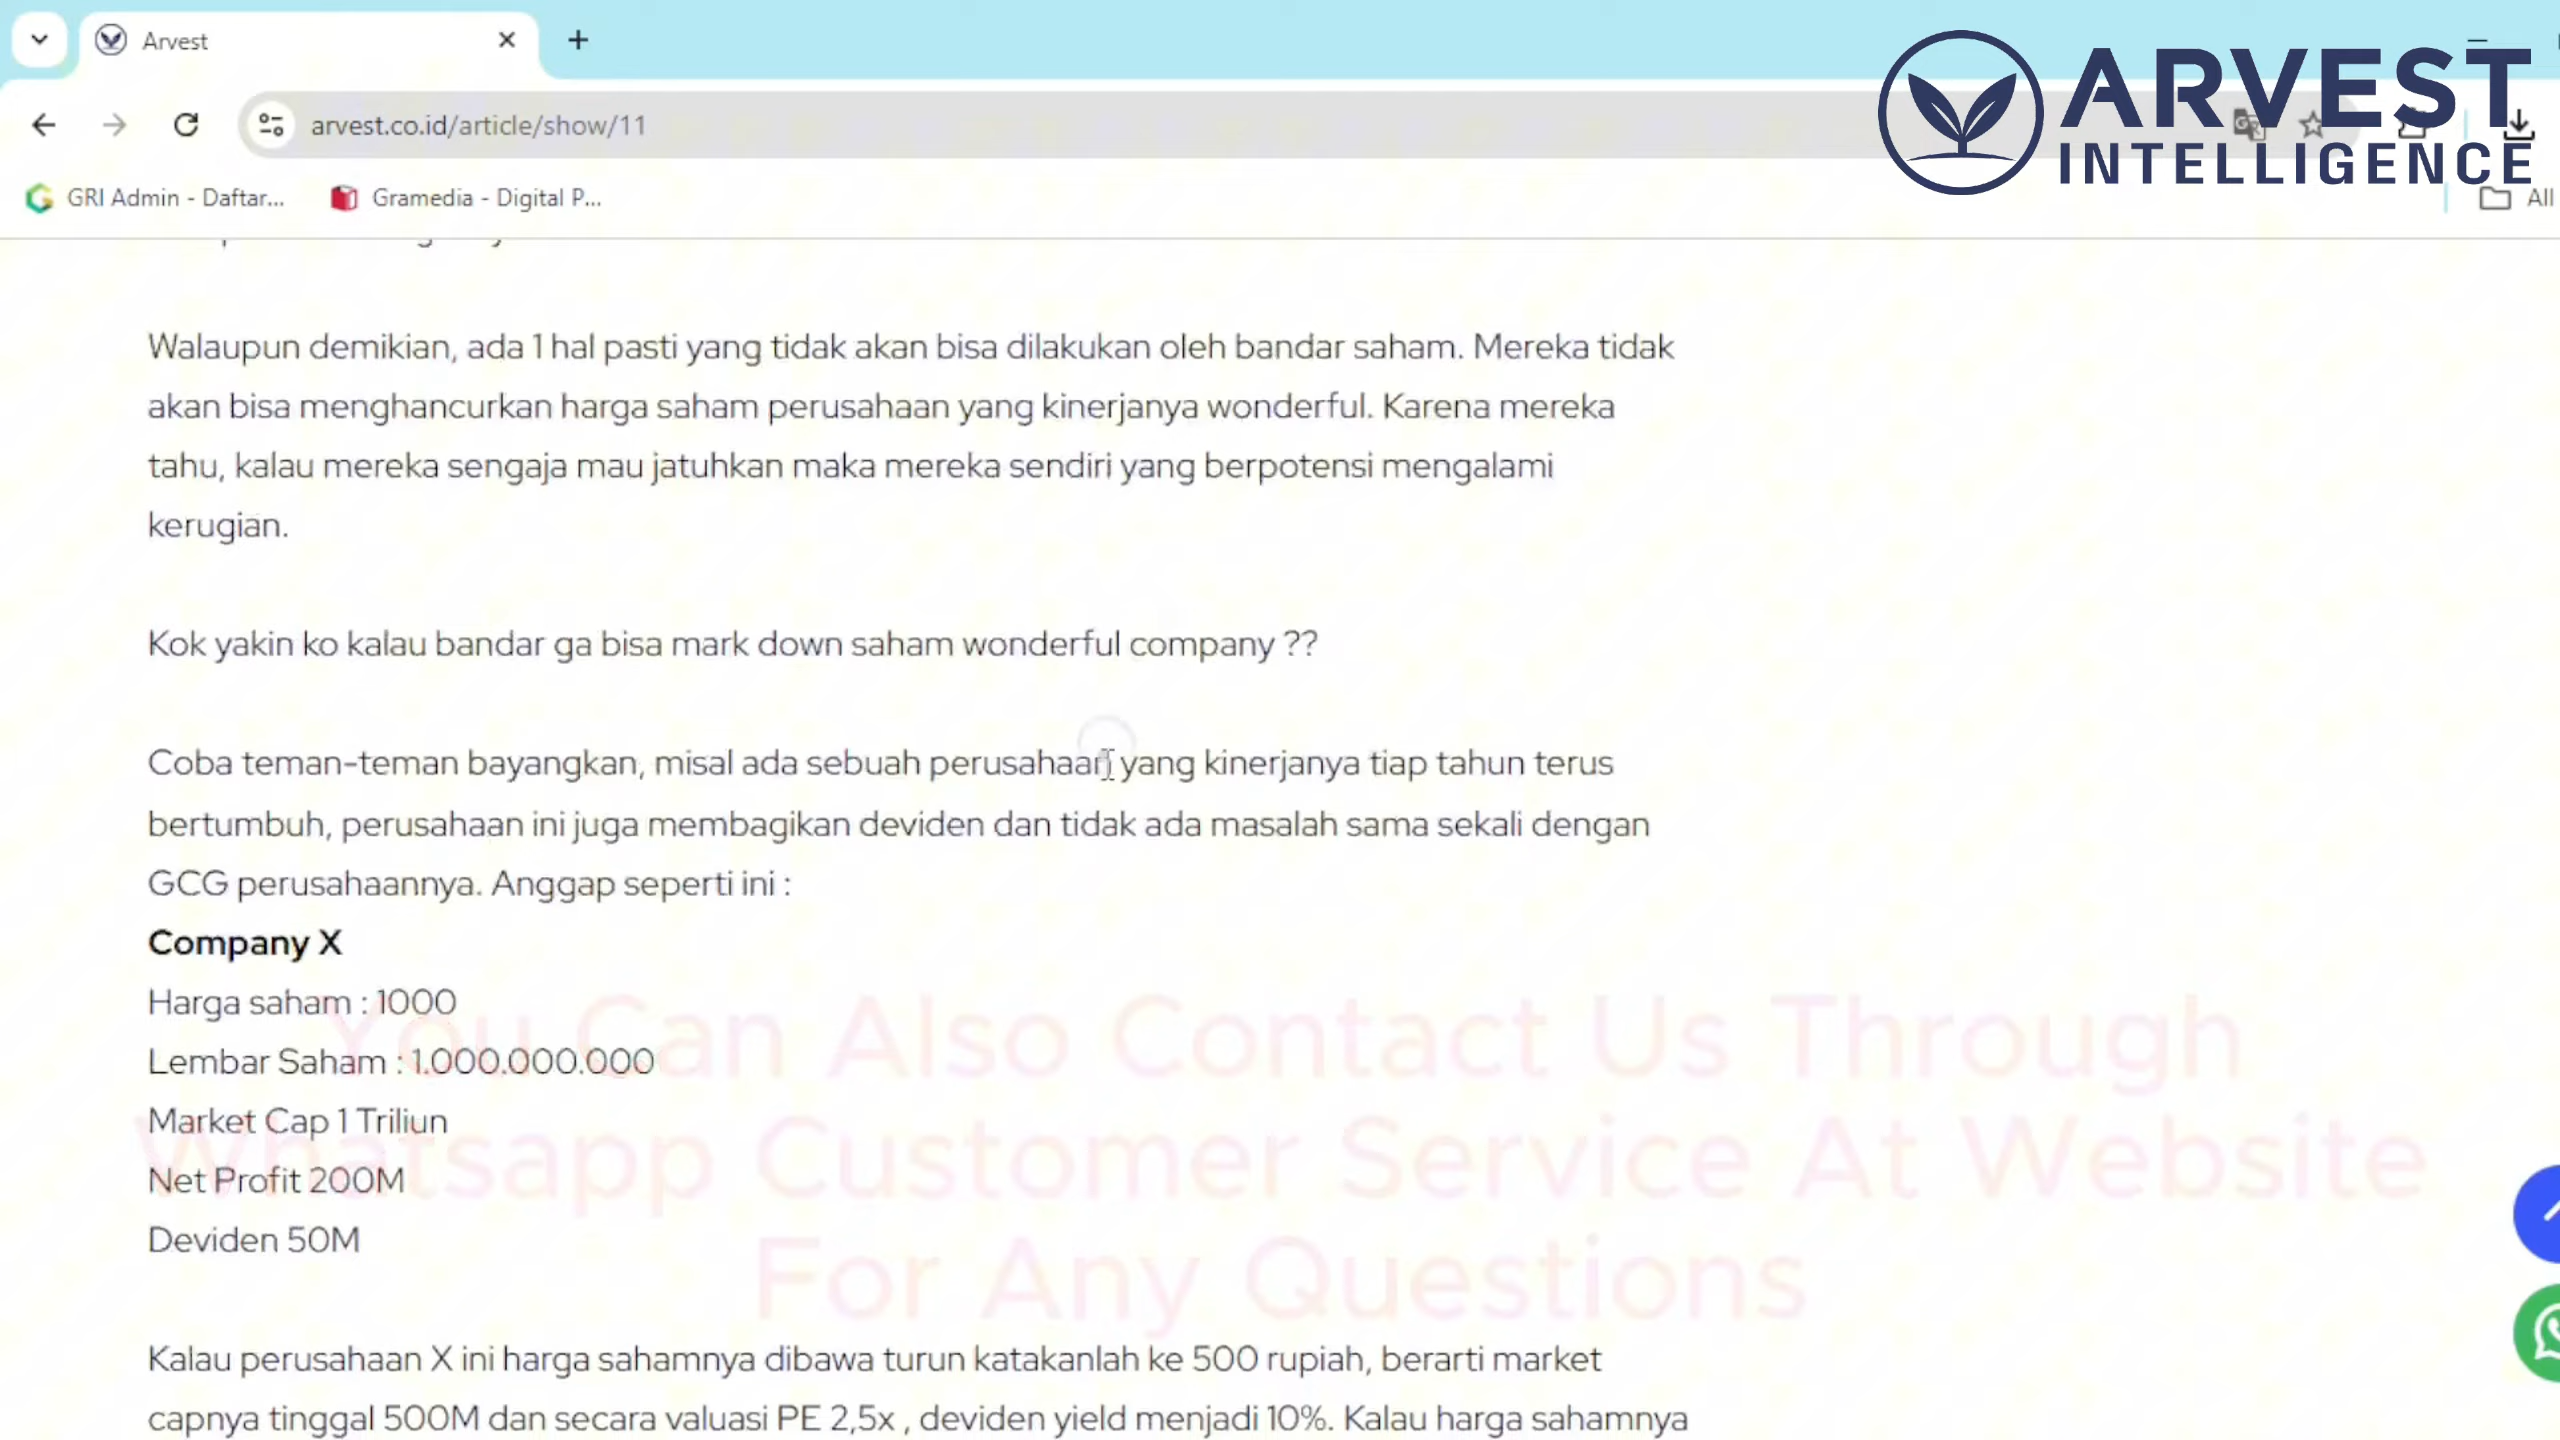 Arvest
ARVEST
INTELLIGENCE
arvest.co.id/article/show/11
GRI Admin - Daftar...
Gramedia - Digital P...
All
Walaupun demikian, ada 1 hal pasti yang tidak akan bisa dilakukan oleh bandar saham. Mereka tidak
akan bisa menghancurkan harga saham perusahaan yang kinerjanya wonderful. Karena mereka
tahu, kalau mereka sengaja mau jatuhkan maka mereka sendiri yang berpotensi mengalami
kerugian.
Kok yakin ko kalau bandar ga bisa mark down saham wonderful company ??
Coba teman-teman bayangkan, misal ada sebuah perusahaan yang kinerjanya tiap tahun terus
bertumbuh, perusahaan ini juga membagikan deviden dan tidak ada masalah sama sekali dengan
GCG perusahaannya. Anggap seperti ini :
Company X
Harga saham : 1000
Lembar Saham : 1.000.000.000
Market Cap 1 Triliun
Net Profit 200M
Deviden 50M
You Can Also Contact Us Through
Whatsapp Customer Service At Website
For Any Questions
Kalau perusahaan X ini harga sahamnya dibawa turun katakanlah ke 500 rupiah, berarti market
capnya tinggal 500M dan secara valuasi PE 2,5x , deviden yield menjadi 10%. Kalau harga sahamnya